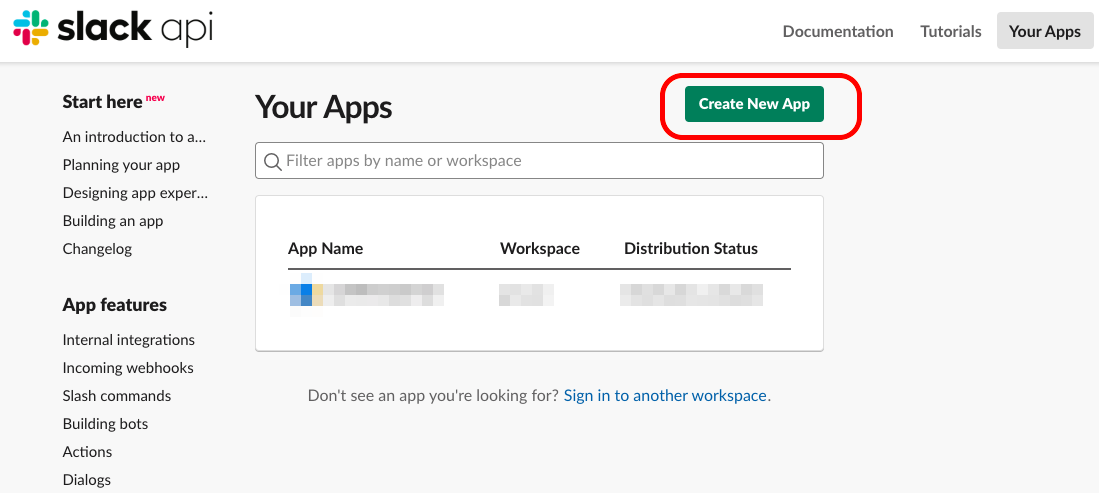 slack api
Documentation Tutorials Your Apps
Start here new
An introduction to a...
Planning your app
Designing app exper...
Building an app
Changelog
App features
Internal integrations
Incoming webhooks
Slash commands
Building bots
Actions
Dialogs
Your Apps
Create New App
Filter apps by name or workspace
App Name Workspace Distribution Status
Don't see an app you're looking for? Sign in to another workspace.